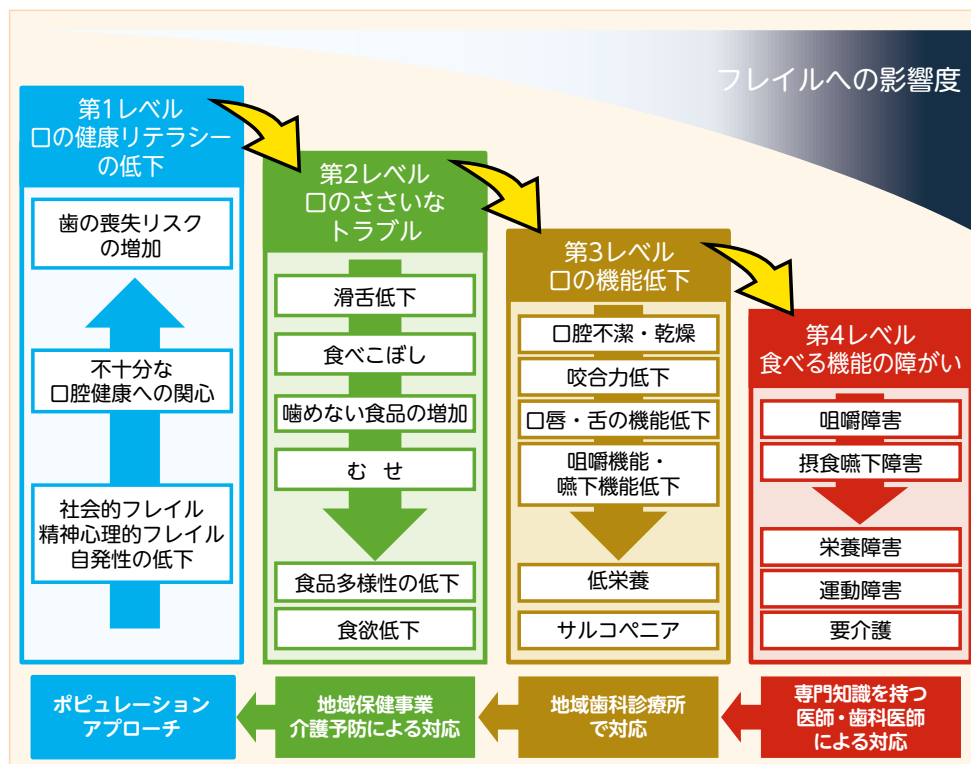 フレイルへの影響度
第1レベル
口の健康リテラシー
の低下
歯の喪失リスク
の増加
不十分な
口腔健康への関心
社会的フレイル
精神心理的フレイル
自発性の低下
第2レベル
口のささいな
トラブル
滑舌低下
食べこぼし
噛めない食品の増加
む せ
食品多様性の低下
食欲低下
第3レベル
口の機能低下
口腔不潔・乾燥
咬合力低下
口唇・舌の機能低下
咀嚼機能・
嚥下機能低下
低栄養
サルコペニア
第4レベル
食べる機能の障がい
咀嚼障害
摂食嚥下障害
栄養障害
運動障害
要介護
ポピュレーション
アプローチ
地域保健事業
介護予防による対応
地域歯科診療所
で対応
専門知識を持つ
医師・歯科医師
による対応